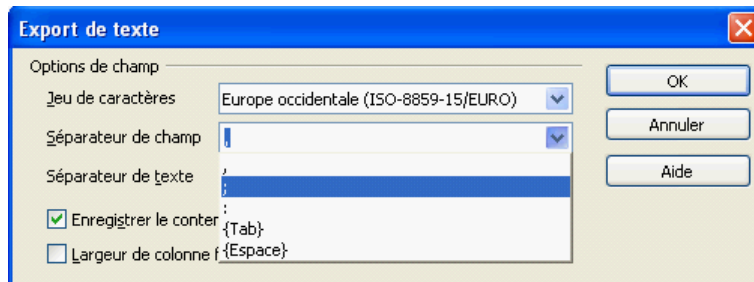 Export de texte
Options de champ
Jeu de caractères
Europe occidentale (ISO-8859-15/EURO)
OK
Séparateur de champ
,
Annuler
Séparateur de texte
,
;
:
{Tab}
{Espace}
Aide
Enregistrer le conter
Largeur de colonne f